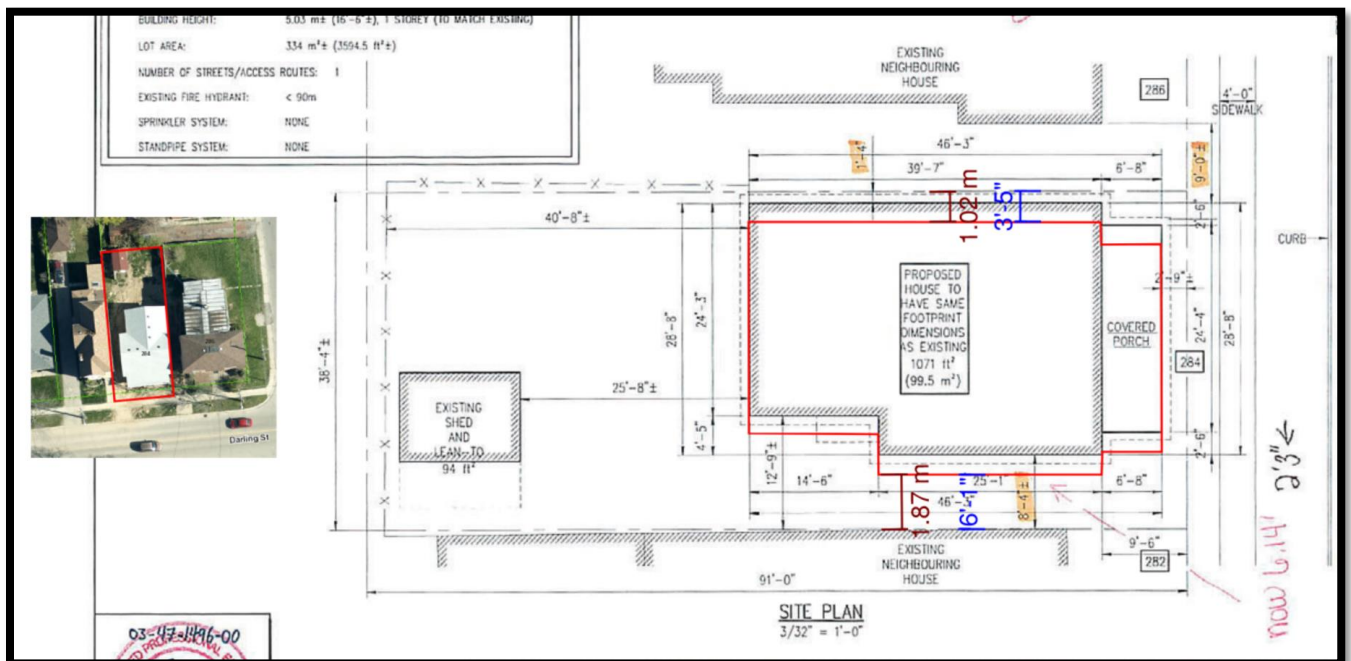 BUILDING HEIGHT: 5.03 m± (16'-6"±), 1 STOREY (TO MATCH EXISTING)
LOT AREA: 334 m²± (3594.5 ft²±)
NUMBER OF STREETS/ACCESS ROUTES: 1
EXISTING FIRE HYDRANT: < 90m
SPRINKLER SYSTEM: NONE
STANDPIPE SYSTEM: NONE
EXISTING
NEIGHBOURING
HOUSE
286
4'-0"
SIDEWALK
1'-4"
46'-3"
9'-0"±
39'-7"
6'-8"
40'-8"±
1.02 m
3'-5"
2'-6"
CURB
2'-9"±
38'-4"±
28'-8"
24'-3"
PROPOSED
HOUSE TO
HAVE SAME
FOOTPRINT
DIMENSIONS
AS EXISTING
1071 ft²
(99.5 m²)
COVERED
PORCH
24'-4"
28'-8"
284
25'-8"±
EXISTING
SHED
AND
LEAN-TO
94 ft²
4'-5"
2'-6"
2'3"
12'-9"±
14'-6"
25'-1"
6'-8"
1.87 m
6'-1"
8'-4"±
9'-6"
282
EXISTING
NEIGHBOURING
HOUSE
now 6.14'
91'-0"
SITE PLAN
3/32" = 1'-0"
284
Darling St
03-47-1496-00